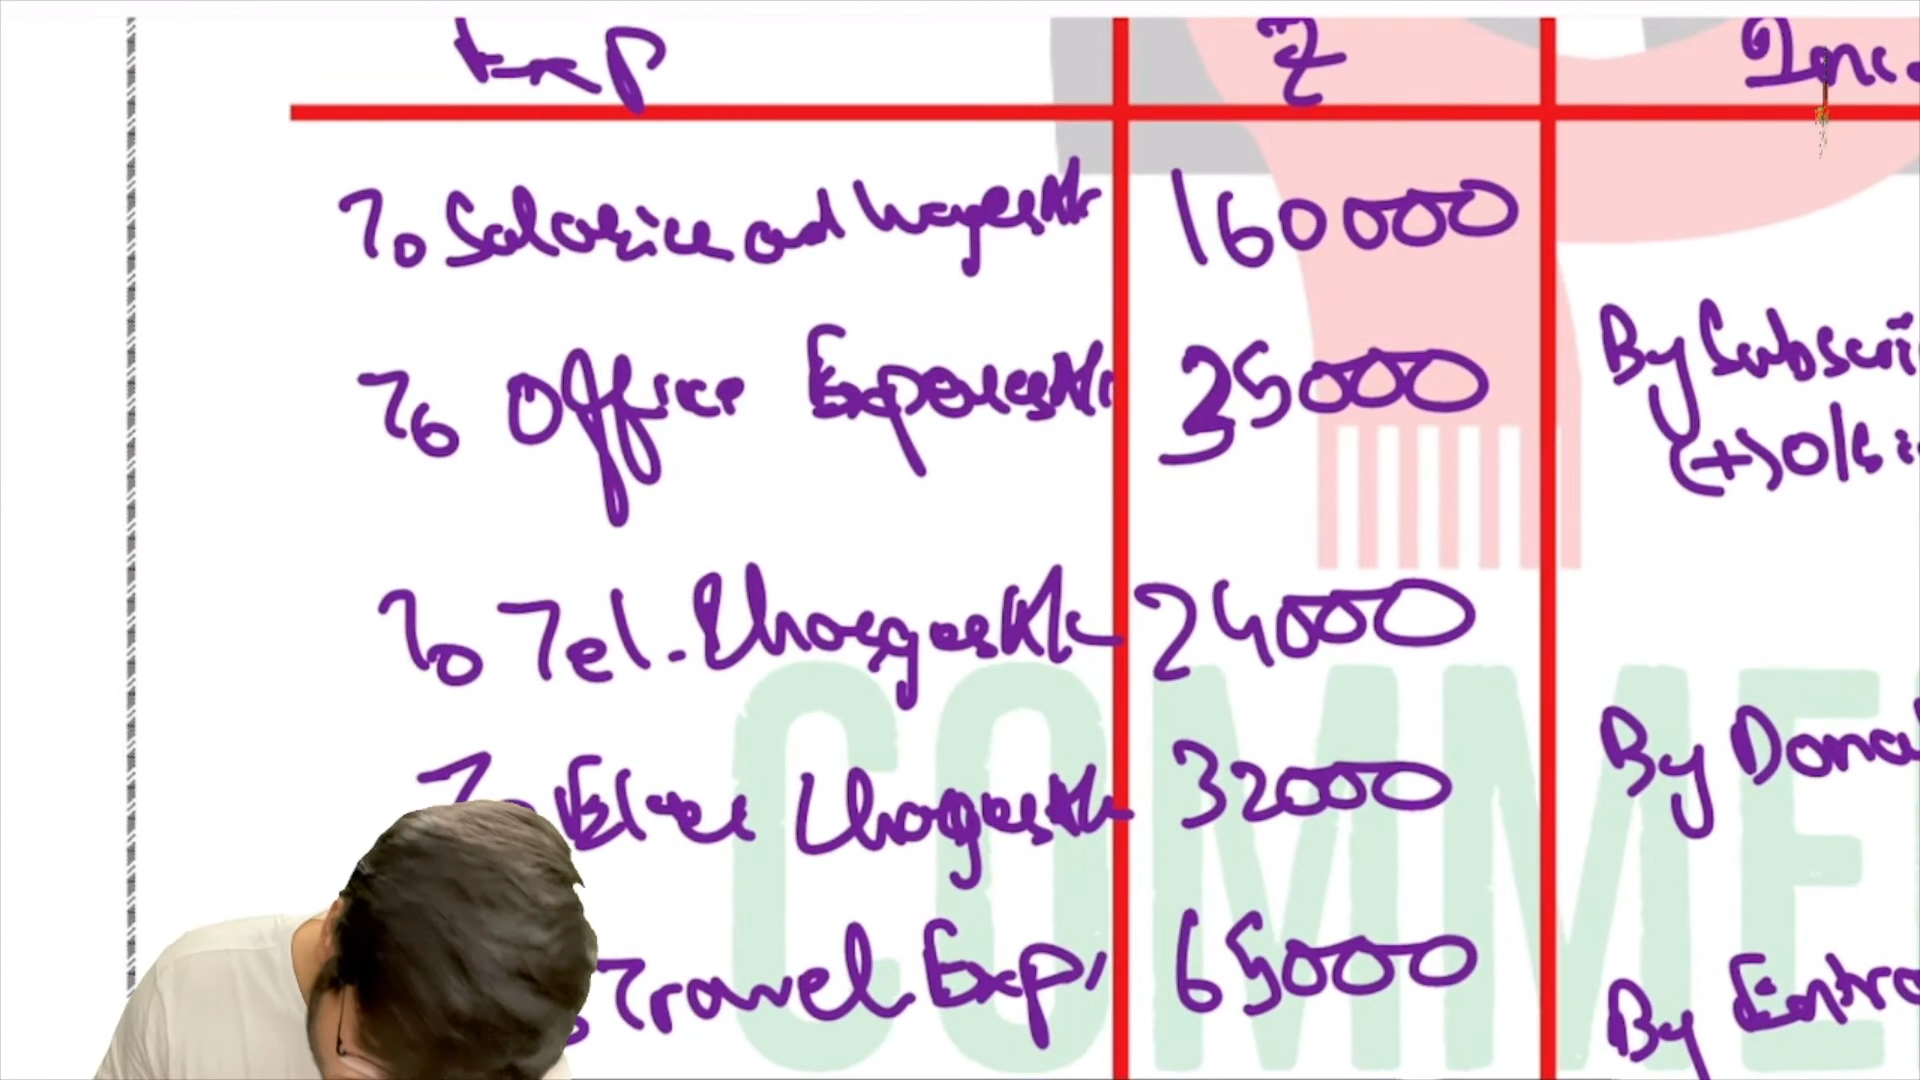 Exp ₹ Inc.
To Salaries and Wages A/c 160000
To Office Expenses A/c 35000 By Subscri
(+) O/s
To Tel. Charges A/c 24000
To Elec Charges A/c 32000 By Dona
Travel Exp. 65000 By Entra
COMME